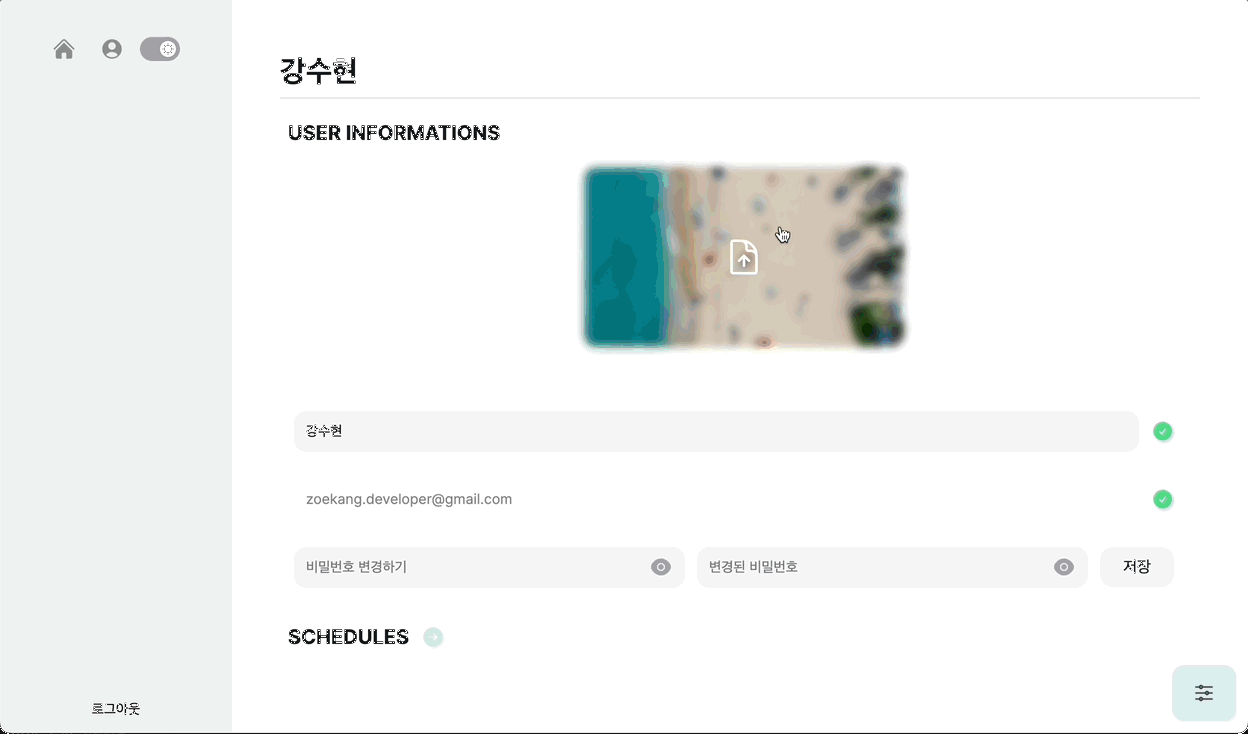 강수현
USER INFORMATIONS
강수현
zoekang.developer@gmail.com
비밀번호 변경하기 변경된 비밀번호 저장
SCHEDULES
로그아웃